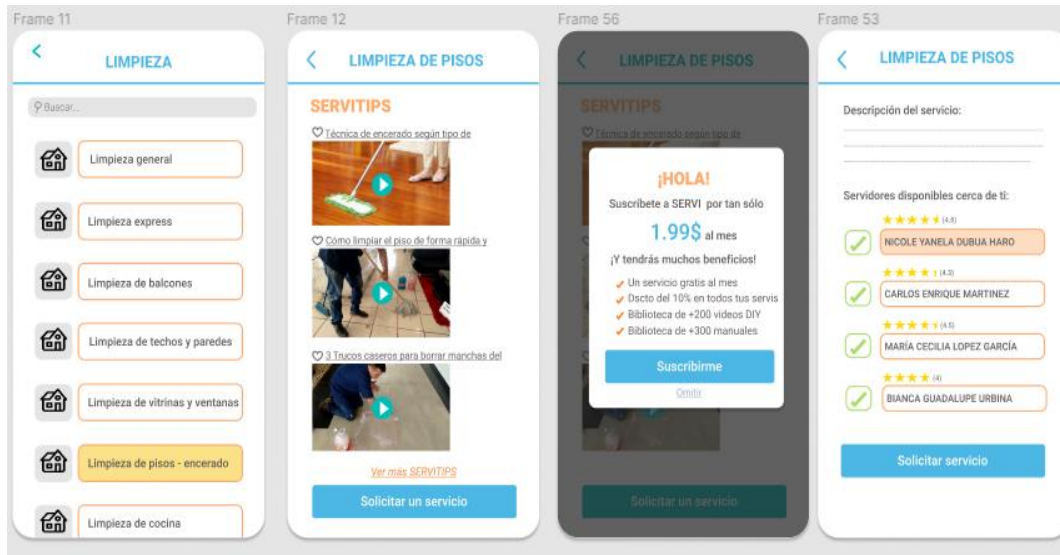 Frame 11
LIMPIEZA
Buscar...
Limpieza general
Limpieza express
Limpieza de balcones
Limpieza de techos y paredes
Limpieza de vitrinas y ventanas
Limpieza de pisos - encerado
Limpieza de cocina
Frame 12
LIMPIEZA DE PISOS
SERVITIPS
Técnica de encerado según tipo de
Cómo limpiar el piso de forma rápida y
3 Trucos caseros para borrar manchas del
Ver más SERVITIPS
Solicitar un servicio
Frame 56
LIMPIEZA DE PISOS
SERVITIPS
Técnica de encerado según tipo de
¡HOLA!
Suscríbete a SERVI por tan sólo
1.99$ al mes
¡Y tendrás muchos beneficios!
Un servicio gratis al mes
Dscto del 10% en todos tus servis
Biblioteca de +200 videos DIY
Biblioteca de +300 manuales
Suscribirme
Omitir
Solicitar un servicio
Frame 53
LIMPIEZA DE PISOS
Descripción del servicio:
Servidores disponibles cerca de ti:
(4.8)
NICOLE YANELA DUBUA HARO
(4.3)
CARLOS ENRIQUE MARTINEZ
(4.5)
MARÍA CECILIA LOPEZ GARCÍA
(4)
BIANCA GUADALUPE URBINA
Solicitar servicio